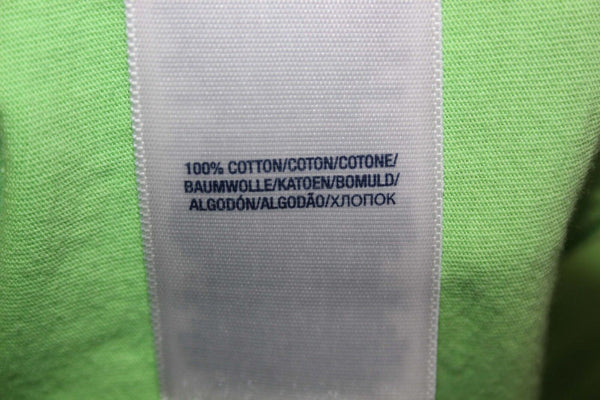 100% COTTON/COTON/COTONE/
BAUMWOLLE/KATOEN/BOMULD/
ALGODÓN/ALGODÃO/ХЛОПОК